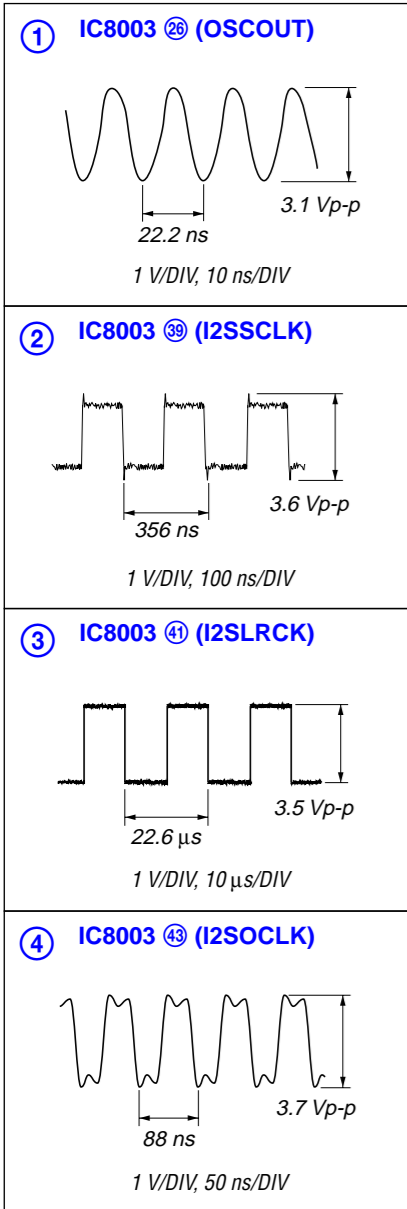 ① IC8003 ㉖ (OSCOUT)
3.1 Vp-p
22.2 ns
1 V/DIV, 10 ns/DIV
② IC8003 ㊴ (I2SSCLK)
3.6 Vp-p
356 ns
1 V/DIV, 100 ns/DIV
③ IC8003 ㊶ (I2SLRCK)
3.5 Vp-p
22.6 μs
1 V/DIV, 10 μs/DIV
④ IC8003 ㊸ (I2SOCLK)
3.7 Vp-p
88 ns
1 V/DIV, 50 ns/DIV